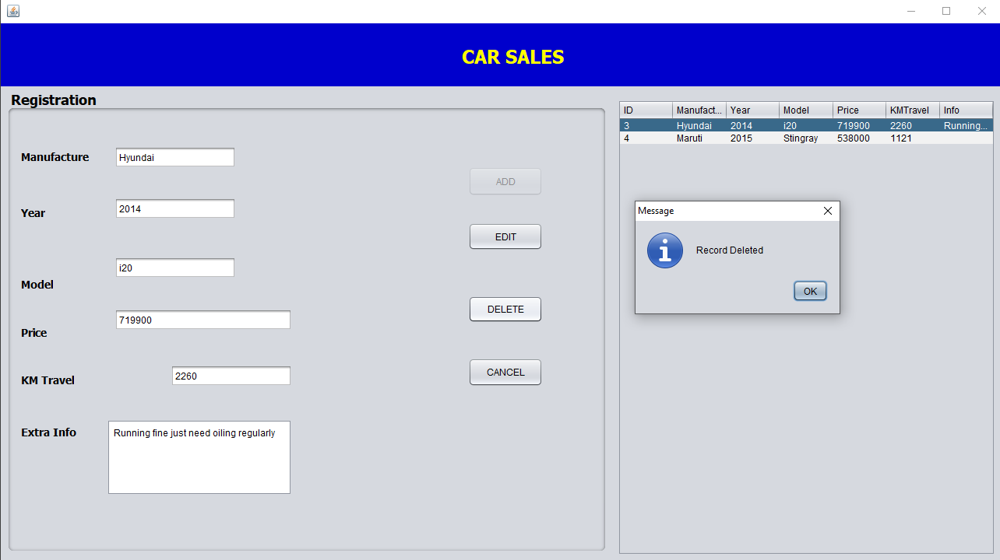 CAR SALES
Registration
Manufacture Hyundai
Year 2014
Model i20
Price 719900
KM Travel 2260
Extra Info Running fine just need oiling regularly
ADD
EDIT
DELETE
CANCEL
ID Manufact... Year Model Price KMTravel Info
3 Hyundai 2014 i20 719900 2260 Running...
4 Maruti 2015 Stingray 538000 1121
Message
Record Deleted
OK